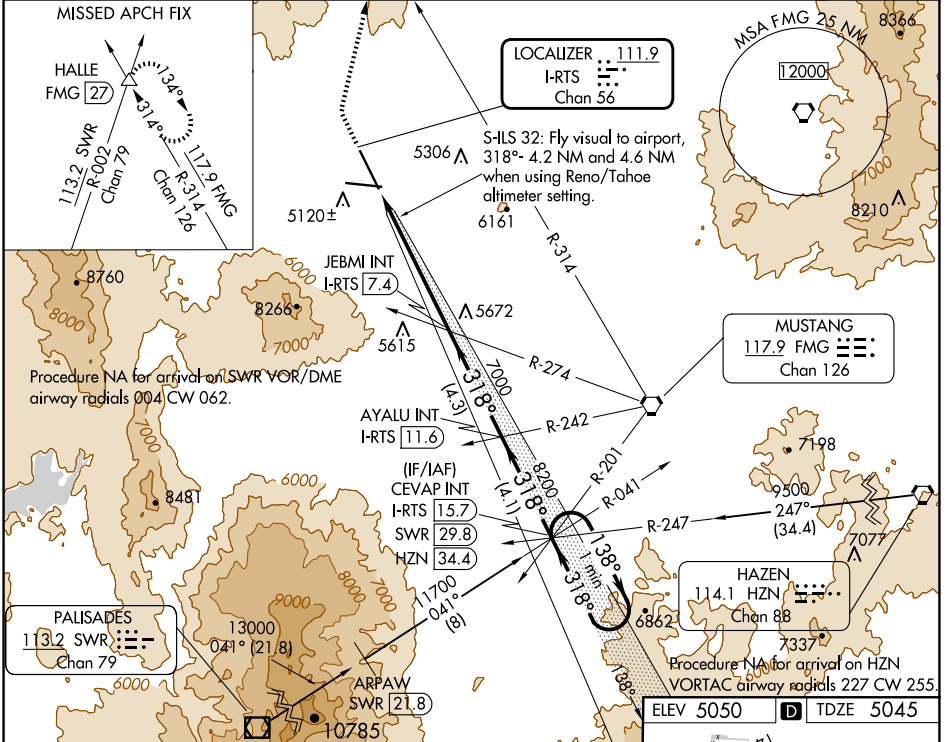 MISSED APCH FIX
HALLE
FMG 27
134°
314°
113.2 SWR
R-002
Chan 79
117.9 FMG
R-314
Chan 126
LOCALIZER 111.9
I-RTS
Chan 56
MSA FMG 25 NM
12000
8366
7000
8210
S-ILS 32: Fly visual to airport,
318°- 4.2 NM and 4.6 NM
when using Reno/Tahoe
altimeter setting.
5306
5120±
6161
R-314
JEBMI INT
I-RTS 7.4
5672
5615
8760
8000
6000
8266
7000
Procedure NA for arrival on SWR VOR/DME
airway radials 004 CW 062.
MUSTANG
117.9 FMG
Chan 126
R-274
R-242
R-201
R-041
7000
318°
(4.3)
AYALU INT
I-RTS 11.6
8200
318°
(4.1)
(IF/IAF)
CEVAP INT
I-RTS 15.7
SWR 29.8
HZN 34.4
7000
8481
6000
7198
9500
247°
(34.4)
R-247
7077
138°
1 min
318°
138°
6862
HAZEN
114.1 HZN
Chan 88
7337
Procedure NA for arrival on HZN
VORTAC airway radials 227 CW 255.
11700
041°
(8)
9000
8000
7000
13000
041° (21.8)
PALISADES
113.2 SWR
Chan 79
6000
ARPAW
SWR 21.8
10785
6000
ELEV 5050
D
TDZE 5045